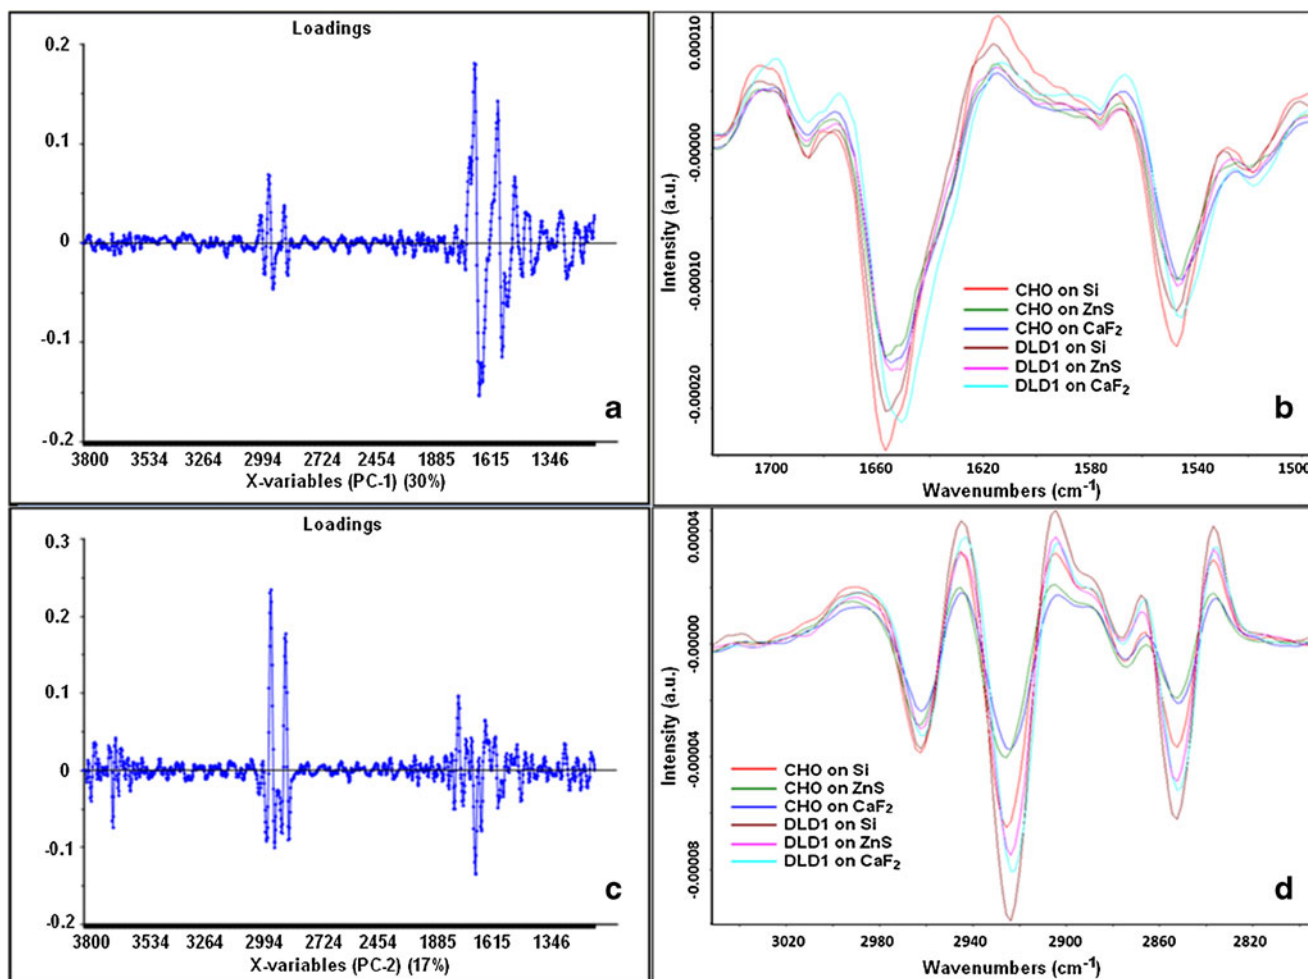 Loadings
0.2
0.1
0
-0.1
-0.2
3800 3534 3264 2994 2724 2454 1885 1615 1346
X-variables (PC-1) (30%)
a
Intensity (a.u.)
0.00010
-0.00000
-0.00010
-0.00020
CHO on Si
CHO on ZnS
CHO on CaF₂
DLD1 on Si
DLD1 on ZnS
DLD1 on CaF₂
b
1700 1660 1620 1580 1540 1500
Wavenumbers (cm⁻¹)
Loadings
0.3
0.2
0.1
0
-0.1
-0.2
3800 3534 3264 2994 2724 2454 1885 1615 1346
X-variables (PC-2) (17%)
c
Intensity (a.u.)
0.00004
-0.00000
-0.00004
-0.00008
CHO on Si
CHO on ZnS
CHO on CaF₂
DLD1 on Si
DLD1 on ZnS
DLD1 on CaF₂
d
3020 2980 2940 2900 2860 2820
Wavenumbers (cm⁻¹)